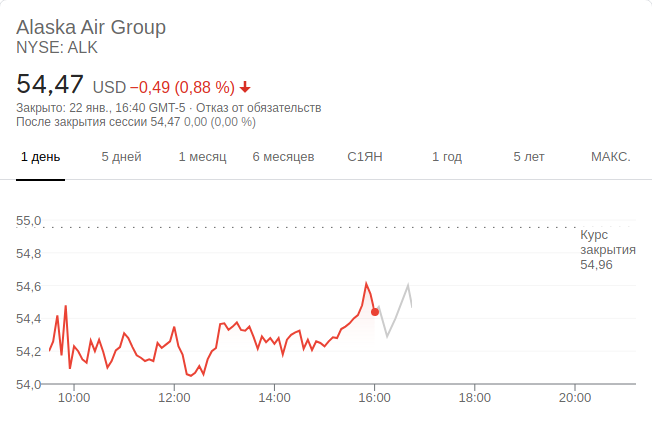 Alaska Air Group
NYSE: ALK
54,47 USD −0,49 (0,88 %)
Закрыто: 22 янв., 16:40 GMT-5 · Отказ от обязательств
После закрытия сессии 54,47 0,00 (0,00 %)
1 день 5 дней 1 месяц 6 месяцев С1ЯН 1 год 5 лет МАКС.
55,0
Курс
закрытия
54,96
54,8
54,6
54,4
54,2
54,0
10:00 12:00 14:00 16:00 18:00 20:00